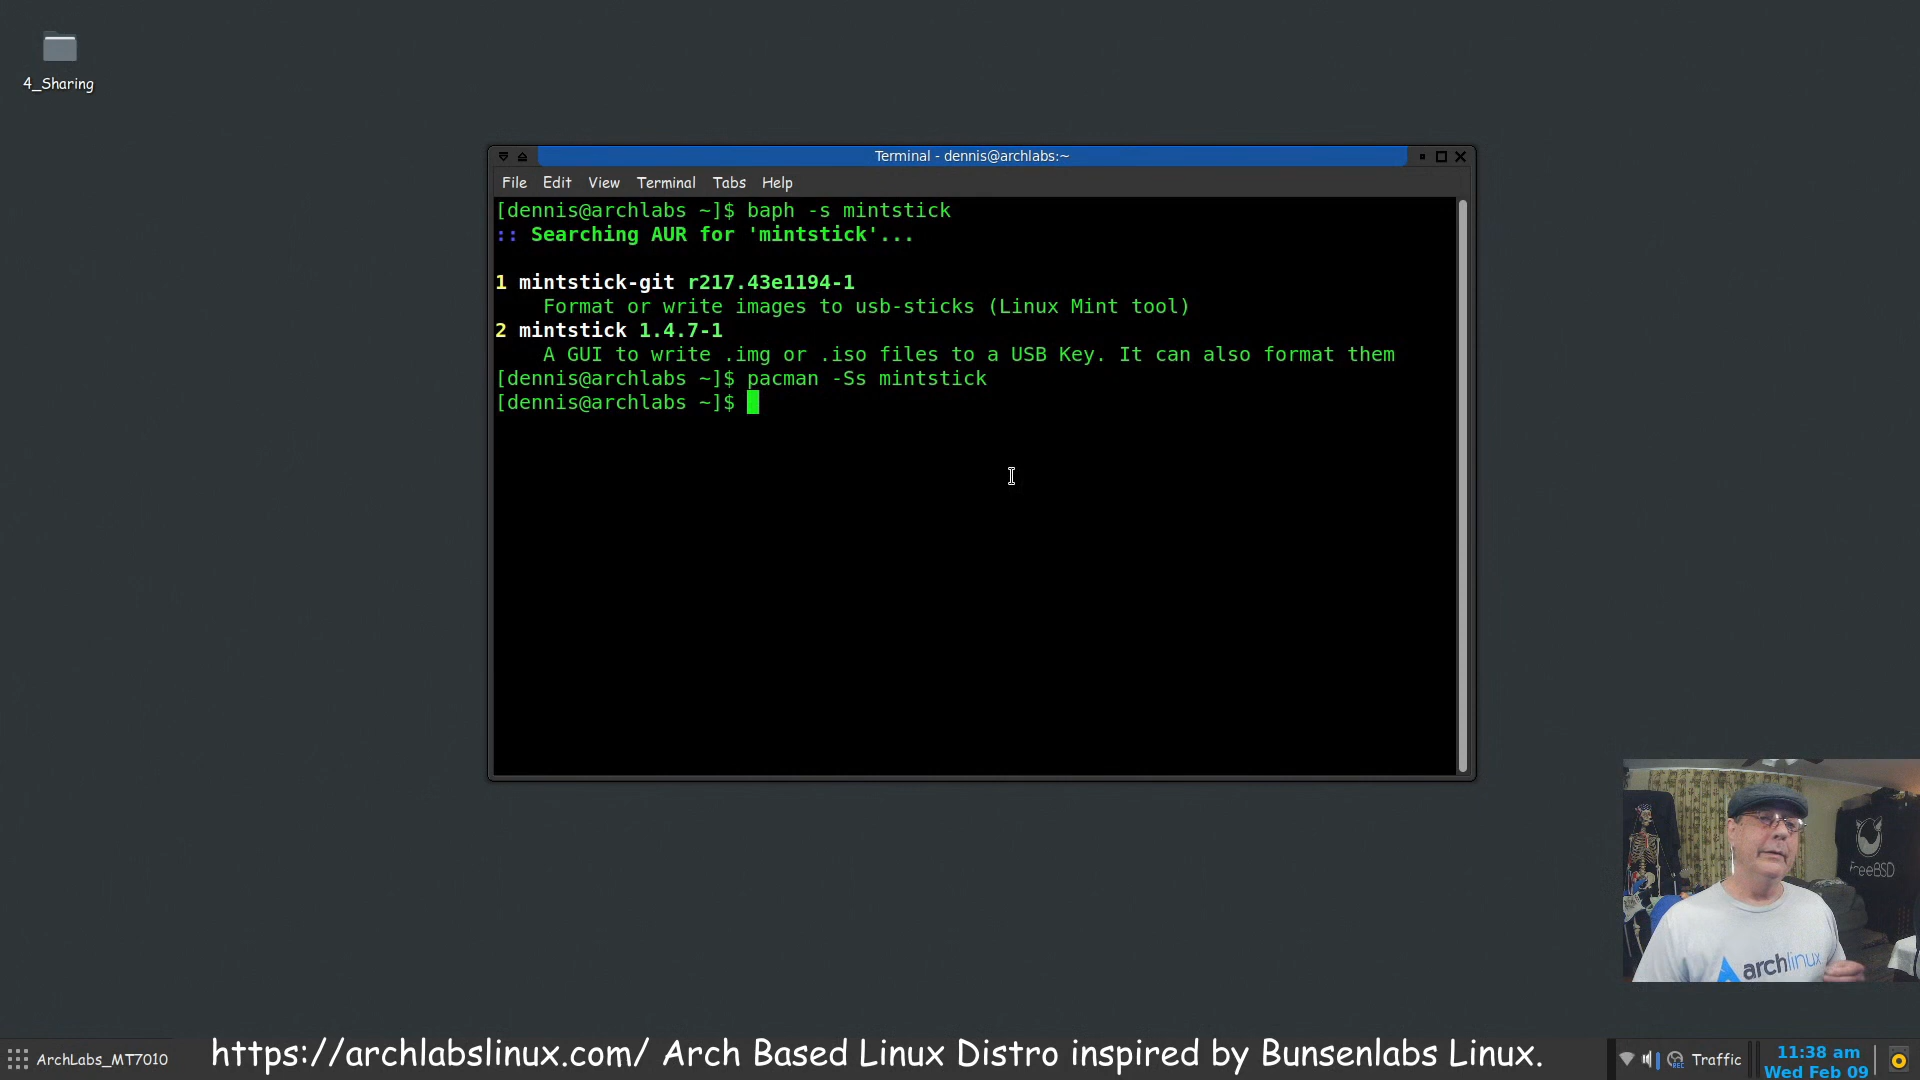 4_Sharing
Terminal - dennis@archlabs:~
File Edit View Terminal Tabs Help
[dennis@archlabs ~]$ baph -s mintstick
:: Searching AUR for 'mintstick'...
1 mintstick-git r217.43e1194-1
Format or write images to usb-sticks (Linux Mint tool)
2 mintstick 1.4.7-1
A GUI to write .img or .iso files to a USB Key. It can also format them
[dennis@archlabs ~]$ pacman -Ss mintstick
[dennis@archlabs ~]$
reeBSD
archlinux
ArchLabs_MT7010
https://archlabslinux.com/ Arch Based Linux Distro inspired by Bunsenlabs Linux.
REC
Traffic
11:38 am
Wed Feb 09